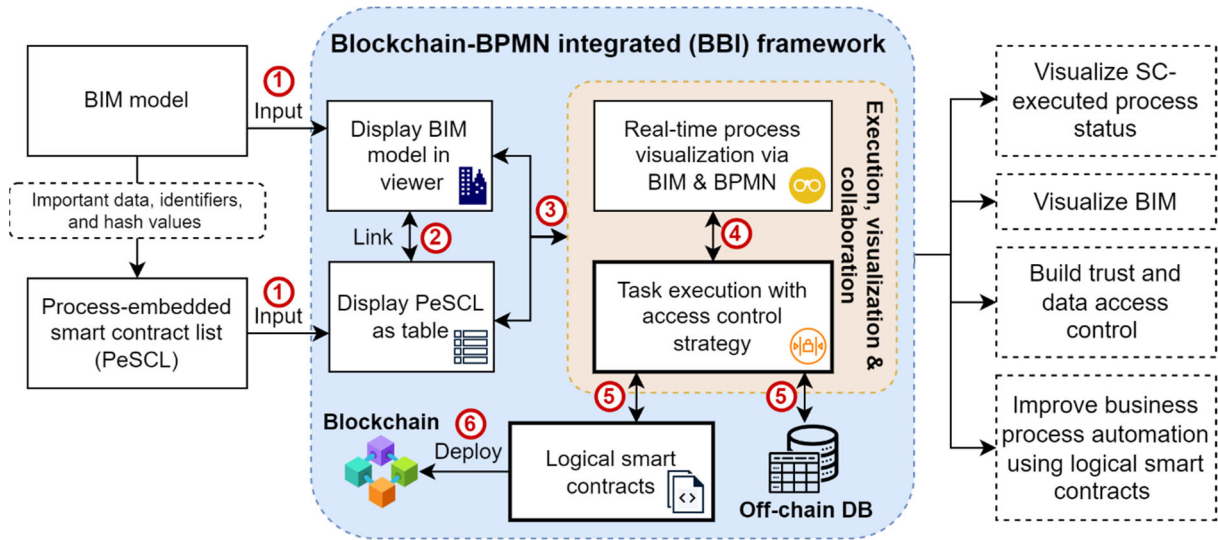 Blockchain-BPMN integrated (BBI) framework
BIM model
1
Input
Important data, identifiers,
and hash values
Process-embedded
smart contract list
(PeSCL)
1
Input
Display BIM
model in
viewer
Link
2
Display PeSCL
as table
3
Execution, visualization &
collaboration
Real-time process
visualization via
BIM & BPMN
4
Task execution with
access control
strategy
5
5
Blockchain
6
Deploy
Logical smart
contracts
Off-chain DB
Visualize SC-
executed process
status
Visualize BIM
Build trust and
data access
control
Improve business
process automation
using logical smart
contracts